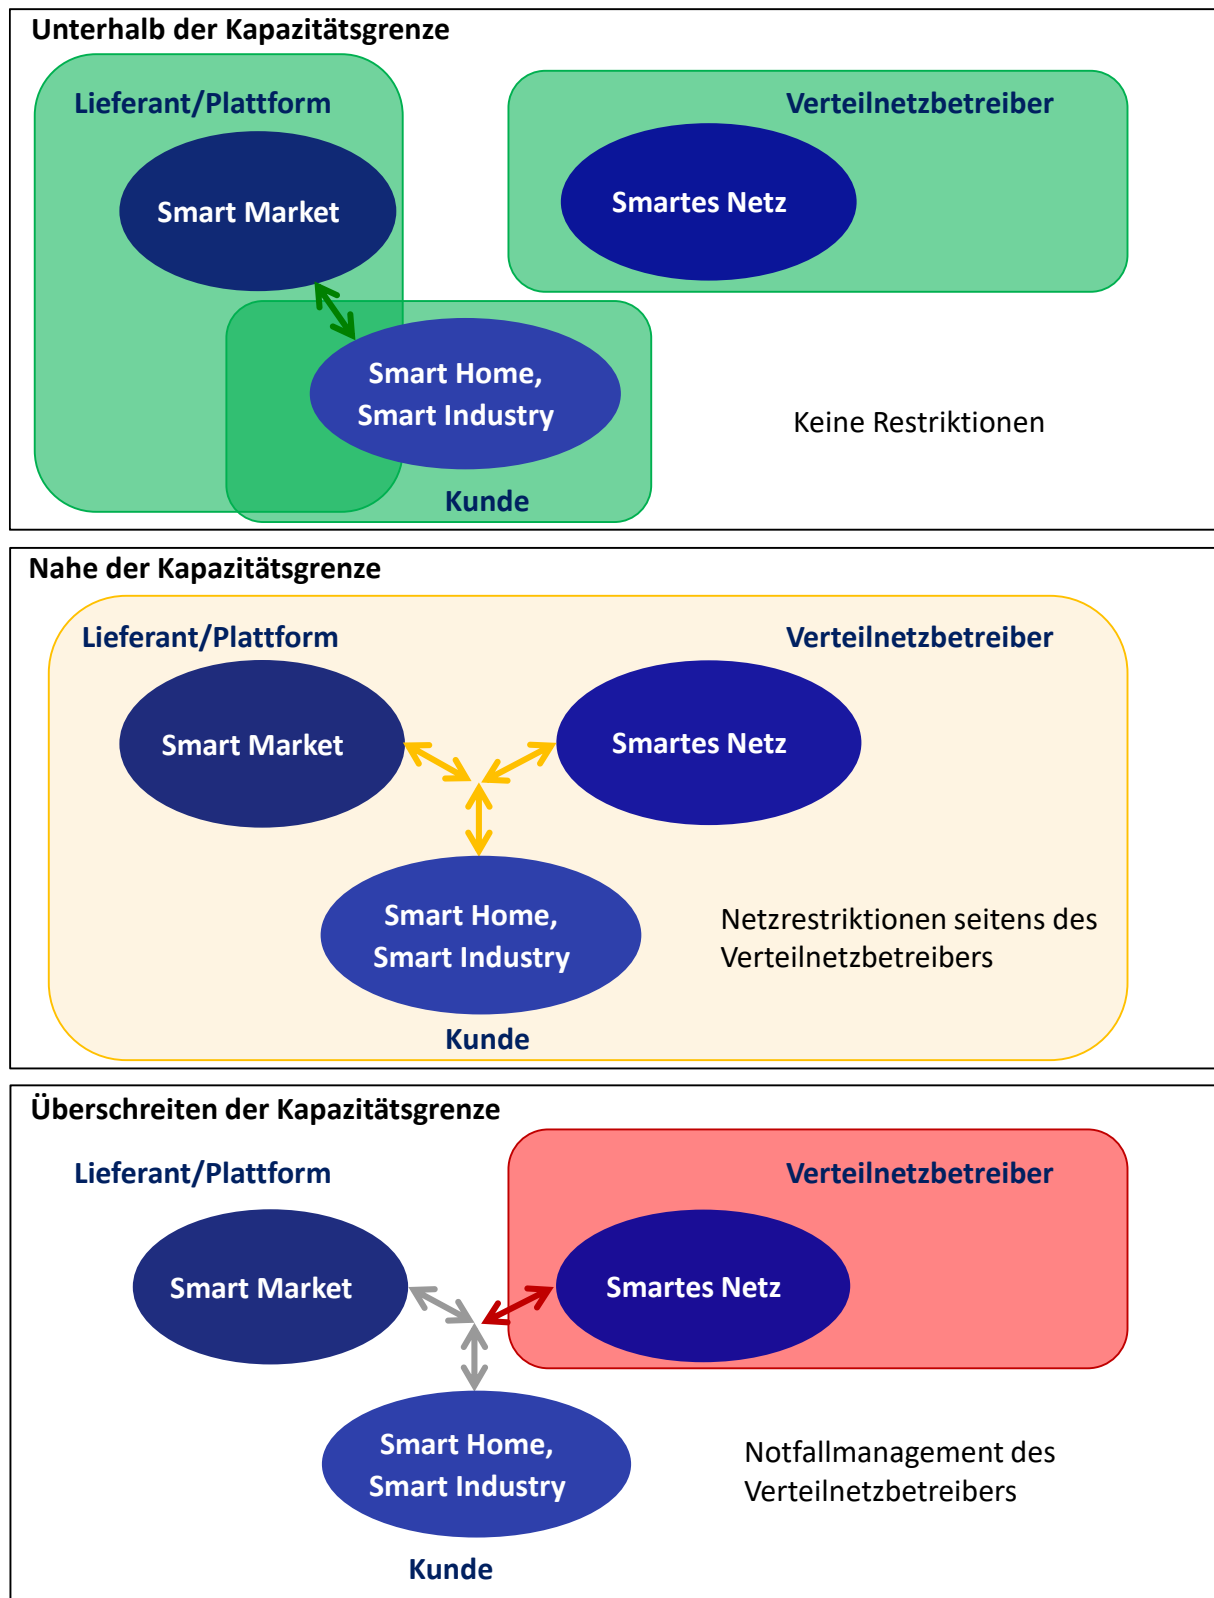 Unterhalb der Kapazitätsgrenze
Lieferant/Plattform
Verteilnetzbetreiber
Smart Market
Smartes Netz
Smart Home,
Smart Industry
Kunde
Keine Restriktionen
Nahe der Kapazitätsgrenze
Lieferant/Plattform
Verteilnetzbetreiber
Smart Market
Smartes Netz
Smart Home,
Smart Industry
Kunde
Netzrestriktionen seitens des
Verteilnetzbetreibers
Überschreiten der Kapazitätsgrenze
Lieferant/Plattform
Verteilnetzbetreiber
Smart Market
Smartes Netz
Smart Home,
Smart Industry
Kunde
Notfallmanagement des
Verteilnetzbetreibers